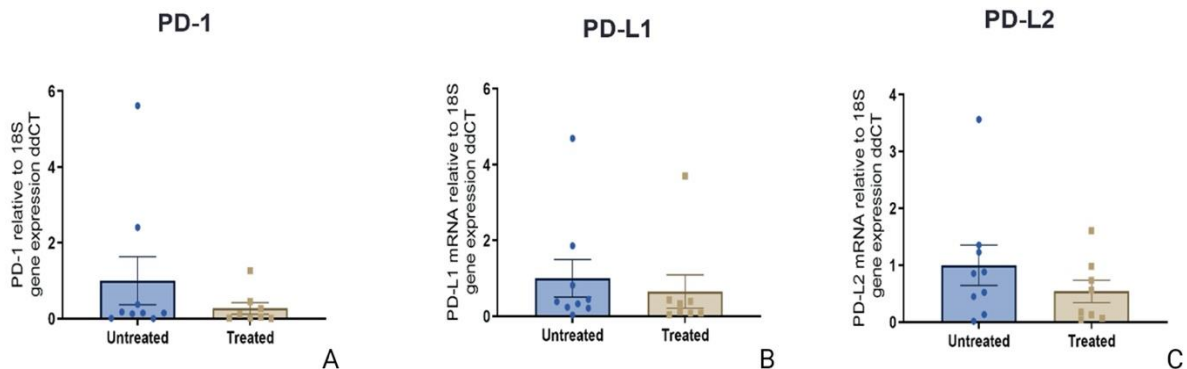 PD-1
PD-1 relative to 18S
gene expression ddCT
6
4
2
0
Untreated
Treated
A
PD-L1
PD-L1 mRNA relative to 18S
gene expression ddCT
6
4
2
0
Untreated
Treated
B
PD-L2
PD-L2 mRNA relative to 18S
gene expression ddCT
4
3
2
1
0
Untreated
Treated
C